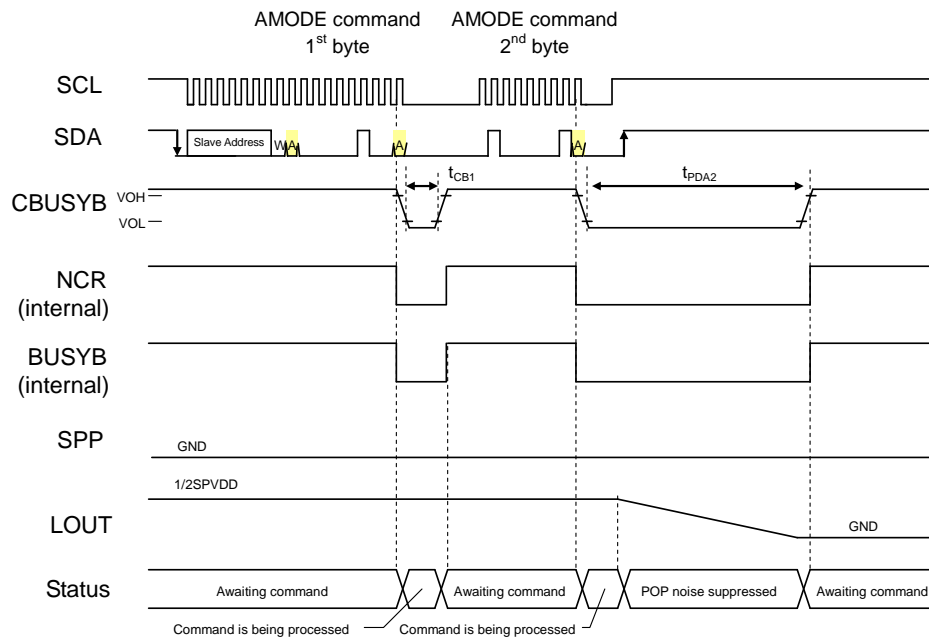 AMODE command
1st byte
AMODE command
2nd byte
SCL
SDA
Slave Address
W
A
A
A
CBUSYB
VOH
VOL
tCB1
tPDA2
NCR
(internal)
BUSYB
(internal)
SPP
GND
LOUT
1/2SPVDD
GND
Status
Awaiting command
Awaiting command
POP noise suppressed
Awaiting command
Command is being processed
Command is being processed